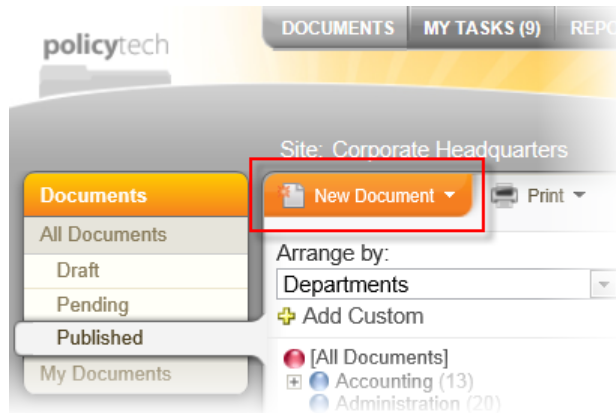 policytech
DOCUMENTS MY TASKS (9) REPO
Site: Corporate Headquarters
Documents
New Document Print
All Documents
Draft
Pending
Published
My Documents
Arrange by:
Departments
Add Custom
[All Documents]
Accounting (13)
Administration (20)